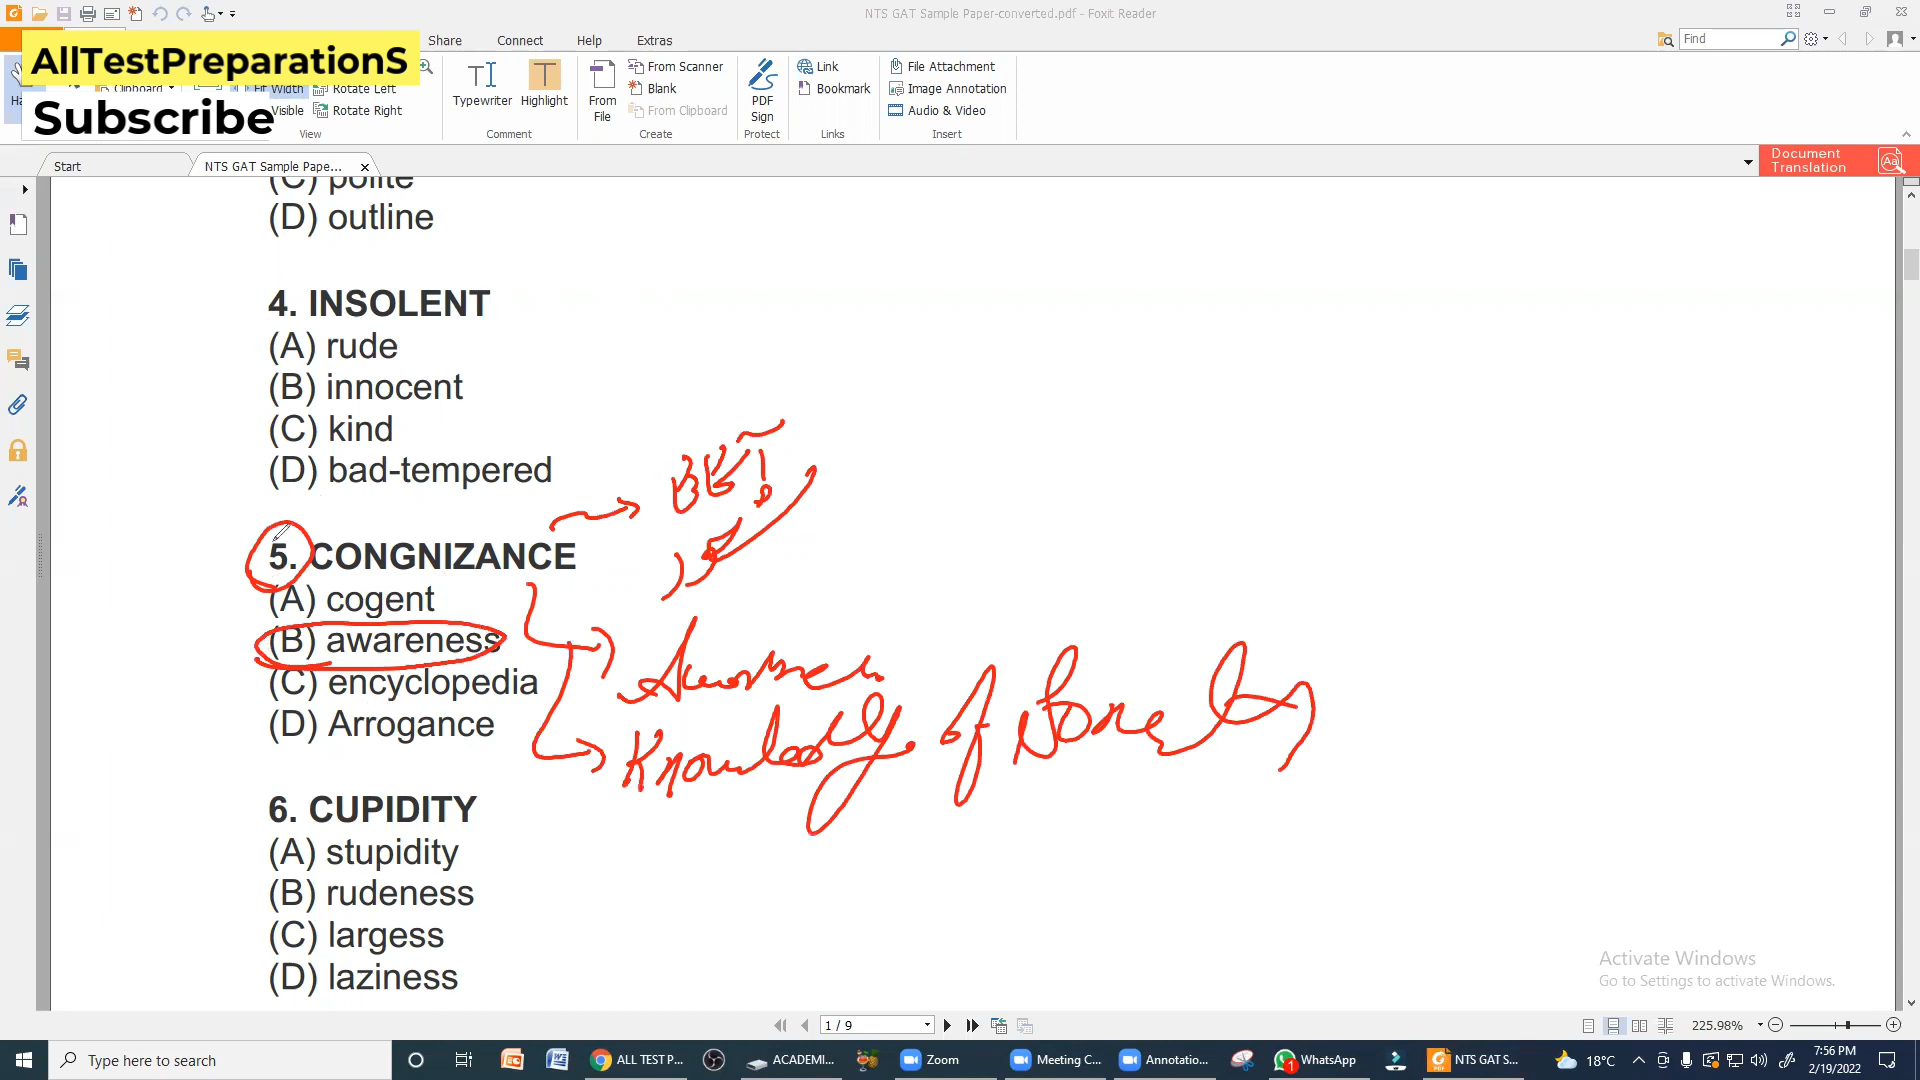 NTS GAT Sample Paper-converted.pdf - Foxit Reader
AllTestPreparationS
Share Connect Help Extras
Find
Subscribe
Clipboard
Fit Width
Visible
Rotate Left
Rotate Right
View
Typewriter
Highlight
Comment
From File
From Scanner
Blank
From Clipboard
Create
PDF Sign
Protect
Link
Bookmark
Links
File Attachment
Image Annotation
Audio & Video
Insert
Start
NTS GAT Sample Pape...
Document Translation
(C) polite
(D) outline
4. INSOLENT
(A) rude
(B) innocent
(C) kind
(D) bad-tempered
5. CONGNIZANCE
(A) cogent
(B) awareness
(C) encyclopedia
(D) Arrogance
Knowledge of
6. CUPIDITY
(A) stupidity
(B) rudeness
(C) largess
(D) laziness
Activate Windows
Go to Settings to activate Windows.
1 / 9
225.98%
Type here to search
ALL TEST P...
ACADEMI...
Zoom
Meeting C...
Annotatio...
WhatsApp
NTS GAT S...
18°C
7:56 PM
2/19/2022